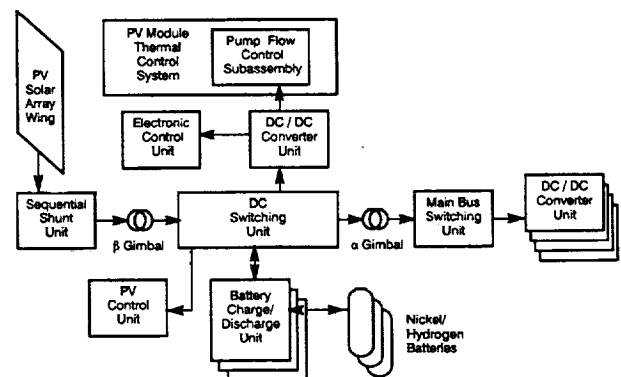 PV Module
Thermal
Control
System
Pump Flow
Control
Subassembly
PV
Solar
Array
Wing
Electronic
Control
Unit
DC / DC
Converter
Unit
Sequential
Shunt
Unit
β Gimbal
DC
Switching
Unit
α Gimbal
Main Bus
Switching
Unit
DC / DC
Converter
Unit
PV
Control
Unit
Battery
Charge/
Discharge
Unit
Nickel/
Hydrogen
Batteries